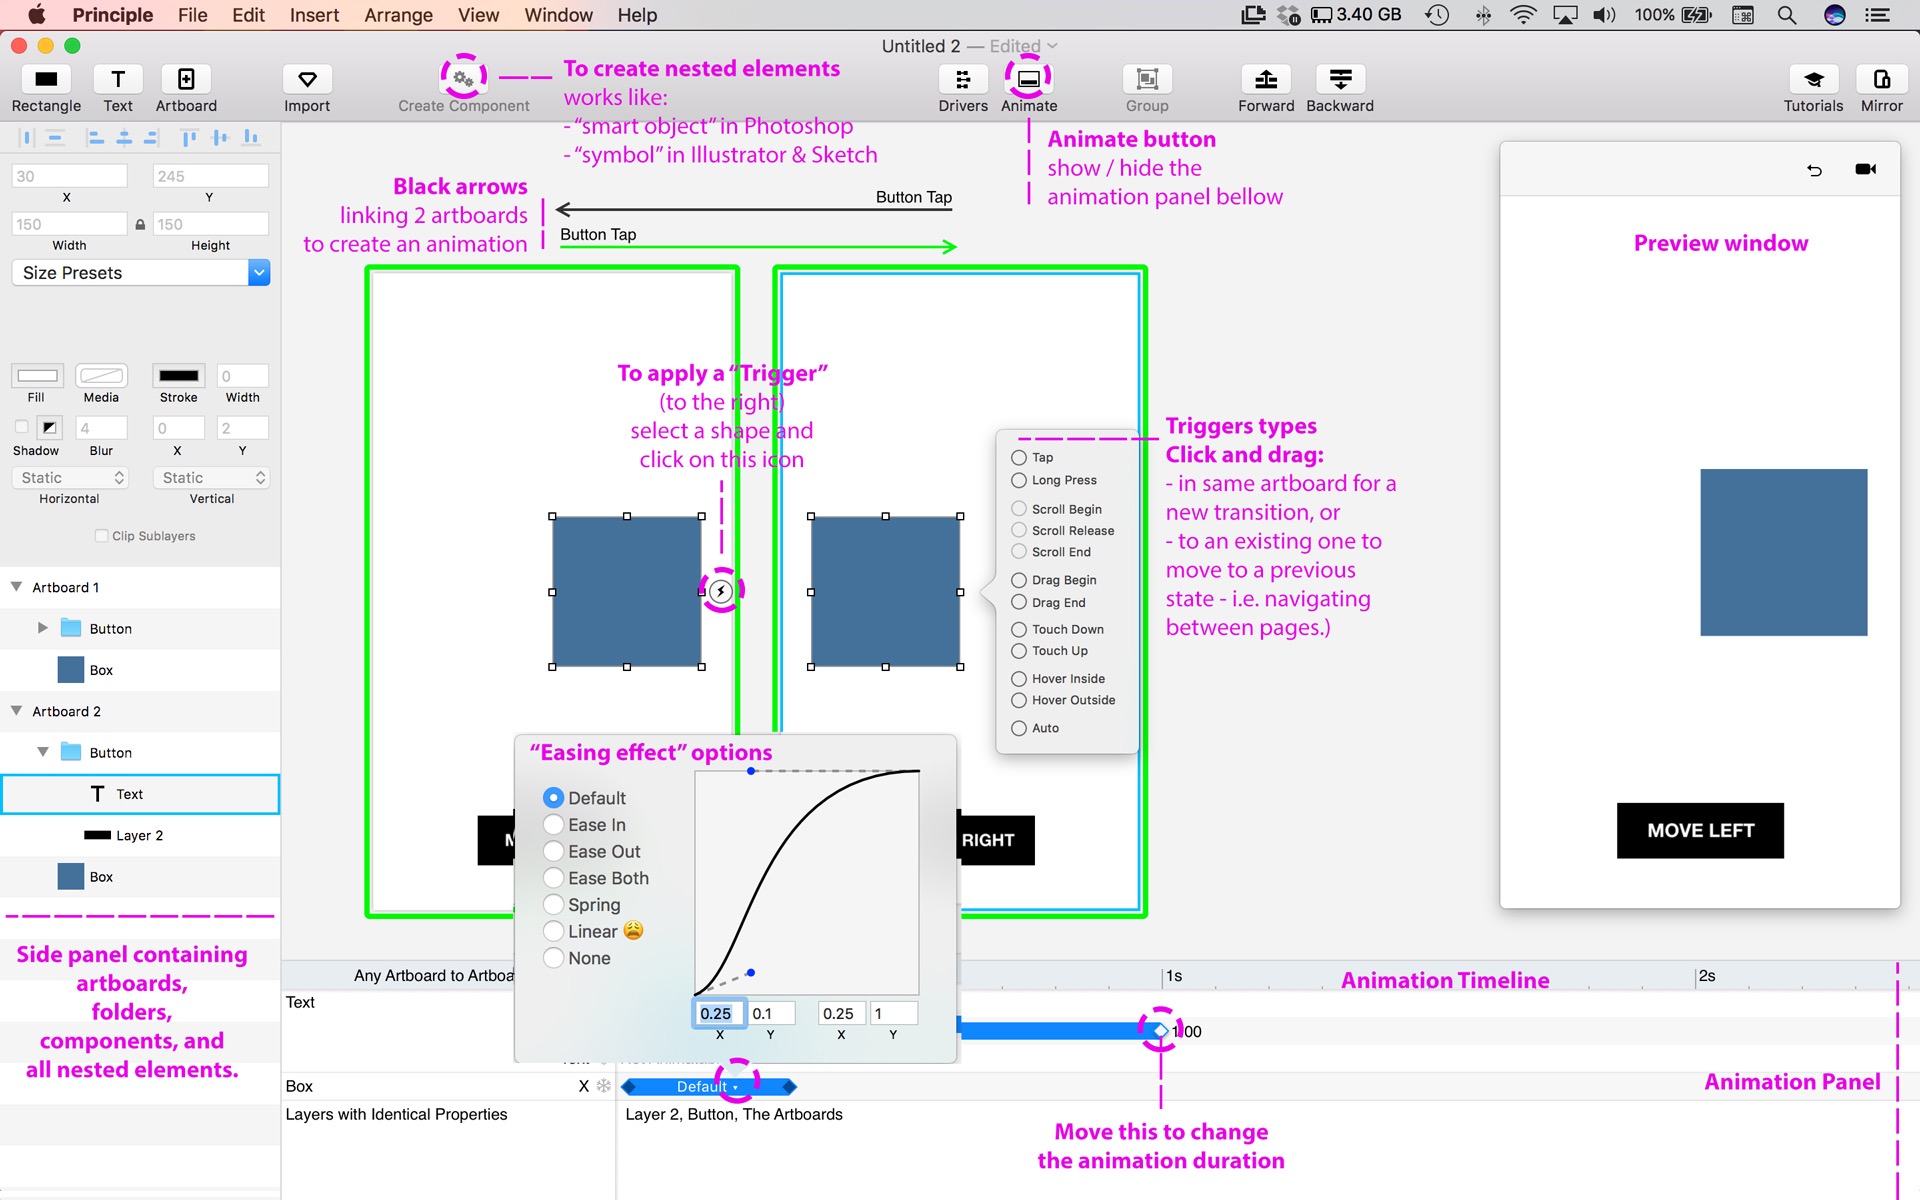 Principle File Edit Insert Arrange View Window Help 3.40 GB 100%
Untitled 2 — Edited
Rectangle Text Artboard Import Create Component Drivers Animate Group Forward Backward Tutorials Mirror
To create nested elements
works like:
- “smart object” in Photoshop
- “symbol” in Illustrator & Sketch
Animate button
show / hide the
animation panel bellow
Black arrows
linking 2 artboards
to create an animation
Button Tap
Button Tap
30 245
X Y
150 150
Width Height
Size Presets
0
Fill Media Stroke Width
4 0 2
Shadow Blur X Y
Static Static
Horizontal Vertical
Clip Sublayers
Artboard 1
Button
Box
Artboard 2
Button
T Text
Layer 2
Box
Side panel containing
artboards,
folders,
components, and
all nested elements.
To apply a “Trigger”
(to the right)
select a shape and
click on this icon
Tap
Long Press
Scroll Begin
Scroll Release
Scroll End
Drag Begin
Drag End
Touch Down
Touch Up
Hover Inside
Hover Outside
Auto
Triggers types
Click and drag:
- in same artboard for a
new transition, or
- to an existing one to
move to a previous
state - i.e. navigating
between pages.)
Preview window
MOVE LEFT
M
RIGHT
“Easing effect” options
Default
Ease In
Ease Out
Ease Both
Spring
Linear 😩
None
0.25 0.1 0.25 1
X Y X Y
Any Artboard to Artboa
1s
Animation Timeline
2s
Text
1.00
Box X Default
Animation Panel
Layers with Identical Properties Layer 2, Button, The Artboards
Move this to change
the animation duration